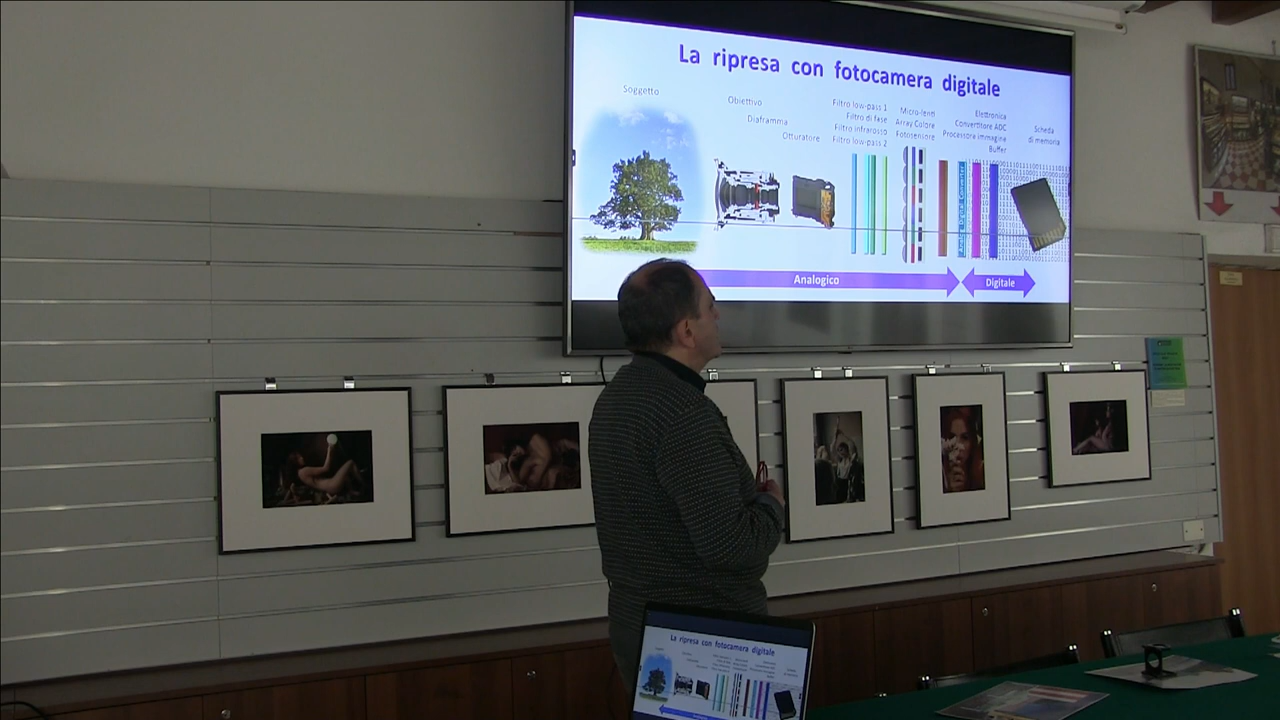 La ripresa con fotocamera digitale
Soggetto
Obiettivo
Diaframma
Otturatore
Filtro low-pass 1
Filtro di fase
Filtro infrarosso
Filtro low-pass 2
Micro-lenti
Array Colore
Fotosensore
Elettronica
Convertitore ADC
Processora immagine
Buffer
Scheda
di memoria
Analogico
Digitale
La ripresa con fotocamera digitale